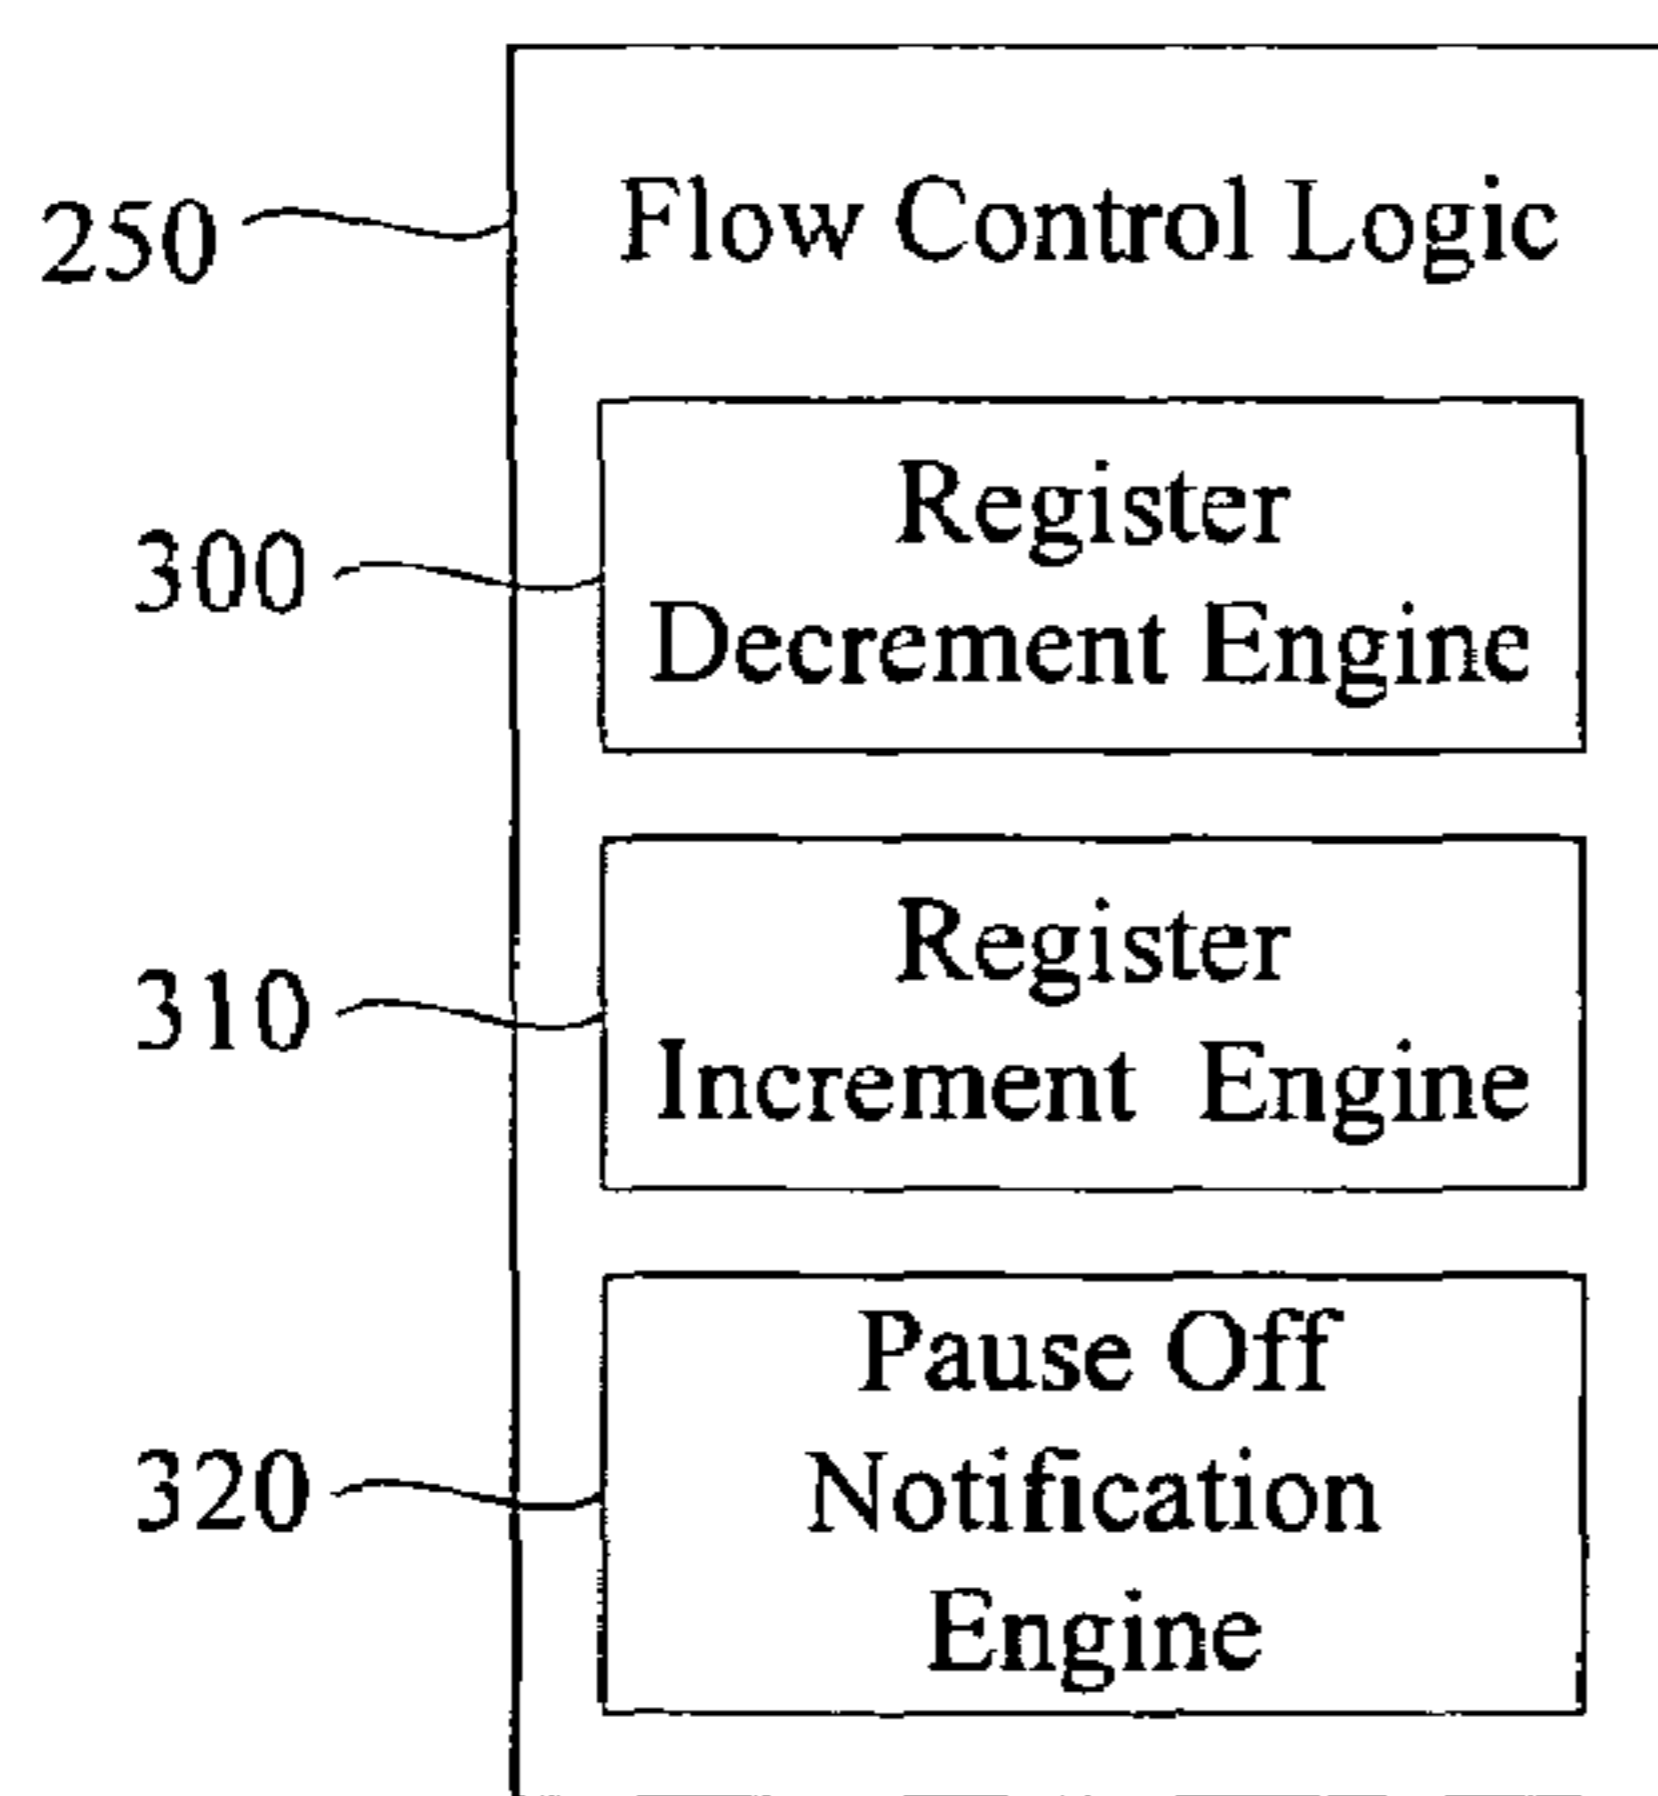 250
Flow Control Logic
300
Register
Decrement Engine
310
Register
Increment Engine
320
Pause Off
Notification
Engine